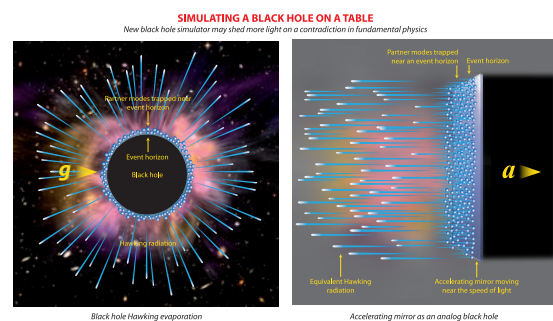 SIMULATING A BLACK HOLE ON A TABLE
New black hole simulator may shed more light on a contradiction in fundamental physics
Partner modes trapped near
event horizon
Event horizon
g
Black hole
Hawking radiation
Black hole Hawking evaporation
Partner modes trapped
near an event horizon
Event horizon
a
Equivalent Hawking
radiation
Accelerating mirror moving
near the speed of light
Accelerating mirror as an analog black hole